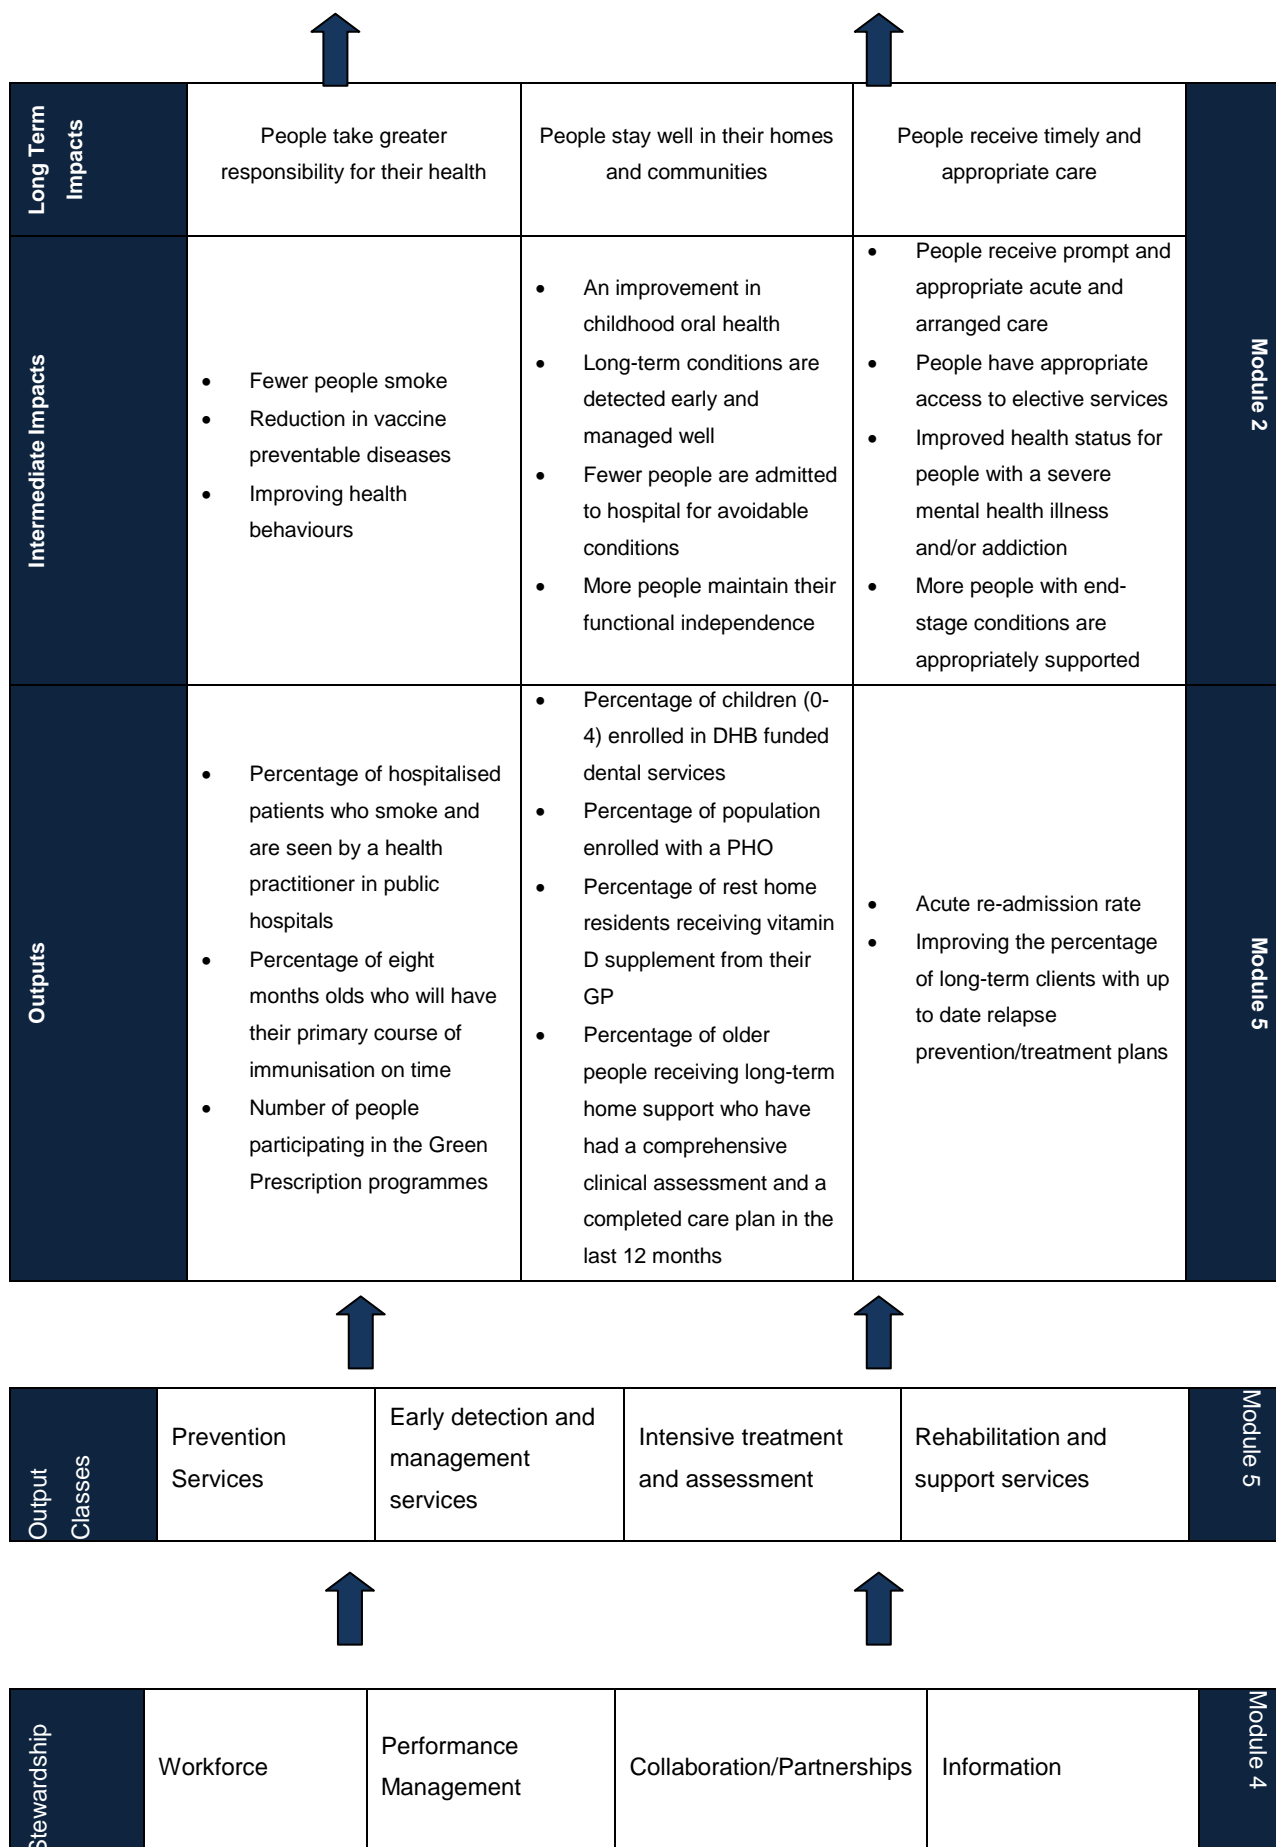 Long Term
Impacts
People take greater
responsibility for their health
People stay well in their homes
and communities
People receive timely and
appropriate care
Module 2
Intermediate Impacts
• Fewer people smoke
• Reduction in vaccine
preventable diseases
• Improving health
behaviours
• An improvement in
childhood oral health
• Long-term conditions are
detected early and
managed well
• Fewer people are admitted
to hospital for avoidable
conditions
• More people maintain their
functional independence
• People receive prompt and
appropriate acute and
arranged care
• People have appropriate
access to elective services
• Improved health status for
people with a severe
mental health illness
and/or addiction
• More people with end-
stage conditions are
appropriately supported
Outputs
• Percentage of hospitalised
patients who smoke and
are seen by a health
practitioner in public
hospitals
• Percentage of eight
months olds who will have
their primary course of
immunisation on time
• Number of people
participating in the Green
Prescription programmes
• Percentage of children (0-
4) enrolled in DHB funded
dental services
• Percentage of population
enrolled with a PHO
• Percentage of rest home
residents receiving vitamin
D supplement from their
GP
• Percentage of older
people receiving long-term
home support who have
had a comprehensive
clinical assessment and a
completed care plan in the
last 12 months
• Acute re-admission rate
• Improving the percentage
of long-term clients with up
to date relapse
prevention/treatment plans
Module 5
Output
Classes
Prevention
Services
Early detection and
management
services
Intensive treatment
and assessment
Rehabilitation and
support services
Module 5
Stewardship
Workforce
Performance
Management
Collaboration/Partnerships
Information
Module 4